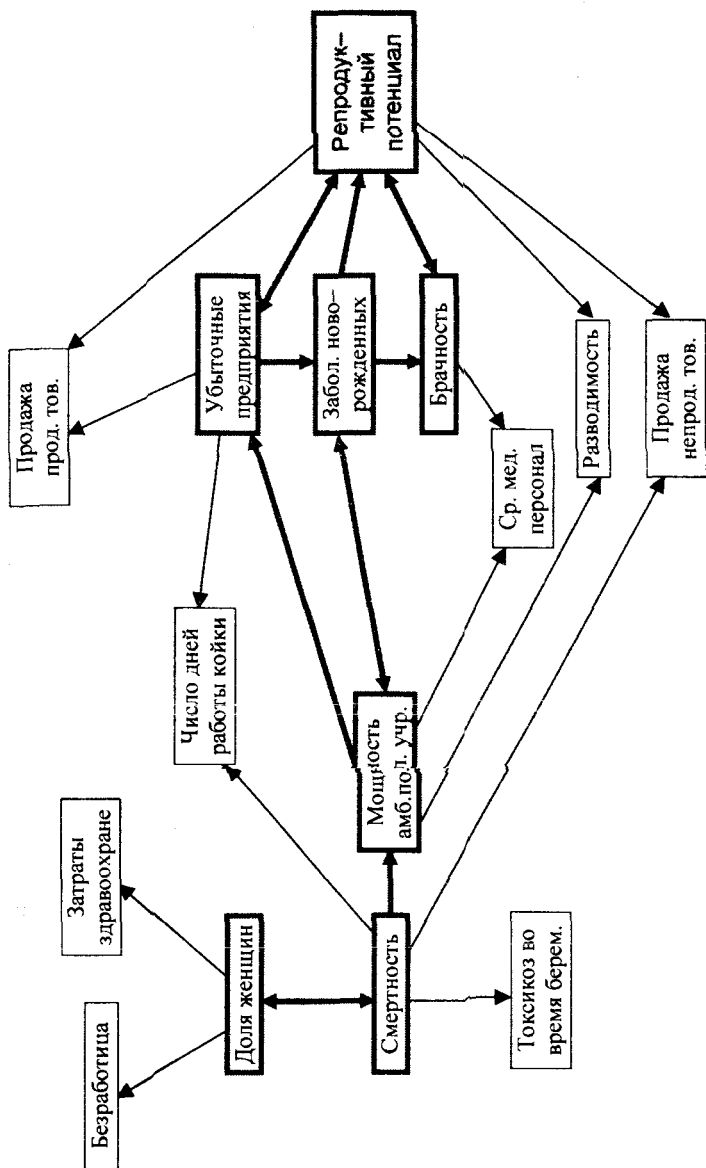 Безработица
Затраты
здравоохране
Доля женщин
Смертность
Токсикоз во
время берем.
Число дней
работы койки
Мощность
амб.пол. учр.
Продажа
прод. тов.
Убыточные
предприятия
Забол. ново–
рожденных
Брачность
Ср. мед.
персонал
Разводимость
Продажа
непрод. тов.
Репродук–
тивный
потенциал